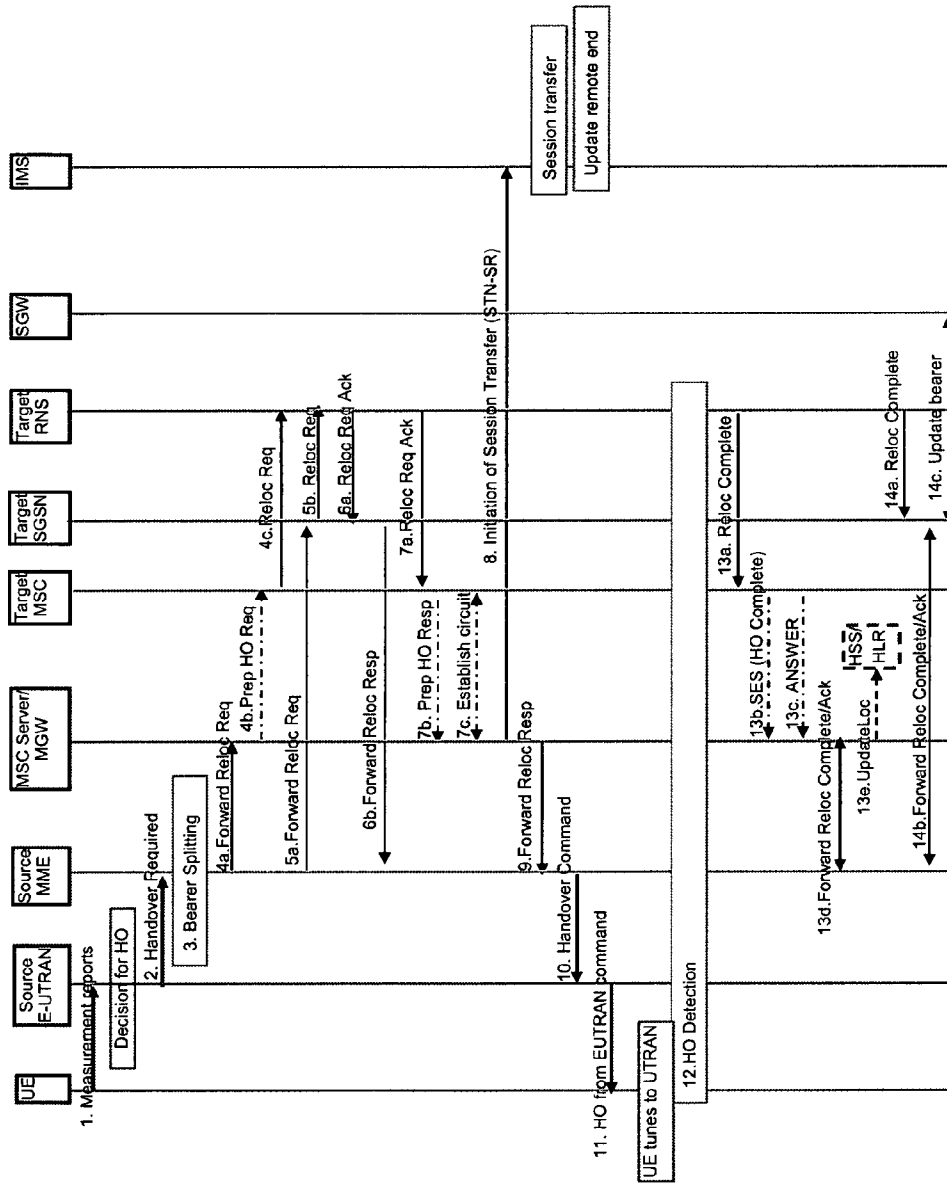 UE
Source
E-UTRAN
Source
MME
MSC Server/
MGW
Target
MSC
Target
SGSN
Target
RNS
SGW
IMS
1. Measurement reports
Decision for HO
2. Handover Required
3. Bearer Splitting
4a.Forward Reloc Req
4b.Prep HO Req
4c.Reloc Req
5a.Forward Reloc Req
5b. Reloc Req
6a. Reloc Req Ack
6b.Forward Reloc Resp
7a.Reloc Req Ack
7b. Prep HO Resp
7c. Establish circuit
8. Initiation of Session Transfer (STN-SR)
Session transfer
Update remote end
9.Forward Reloc Resp
10. Handover Command
11. HO from EUTRAN command
UE tunes to UTRAN
12.HO Detection
13a. Reloc Complete
13b.SES (HO Complete)
13c. ANSWER
13d.Forward Reloc Complete/Ack
13e.UpdateLoc
HSS/
HLR
14a. Reloc Complete
14b.Forward Reloc Complete/Ack
14c. Update bearer